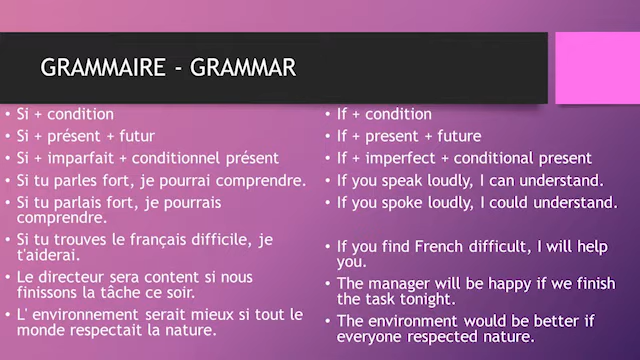 GRAMMAIRE - GRAMMAR
• Si + condition
• Si + présent + futur
• Si + imparfait + conditionnel présent
• Si tu parles fort, je pourrai comprendre.
• Si tu parlais fort, je pourrais
comprendre.
• Si tu trouves le français difficile, je
t'aiderai.
• Le directeur sera content si nous
finissons la tâche ce soir.
• L' environnement serait mieux si tout le
monde respectait la nature.
• If + condition
• If + present + future
• If + imperfect + conditional present
• If you speak loudly, I can understand.
• If you spoke loudly, I could understand.
• If you find French difficult, I will help
you.
• The manager will be happy if we finish
the task tonight.
• The environment would be better if
everyone respected nature.